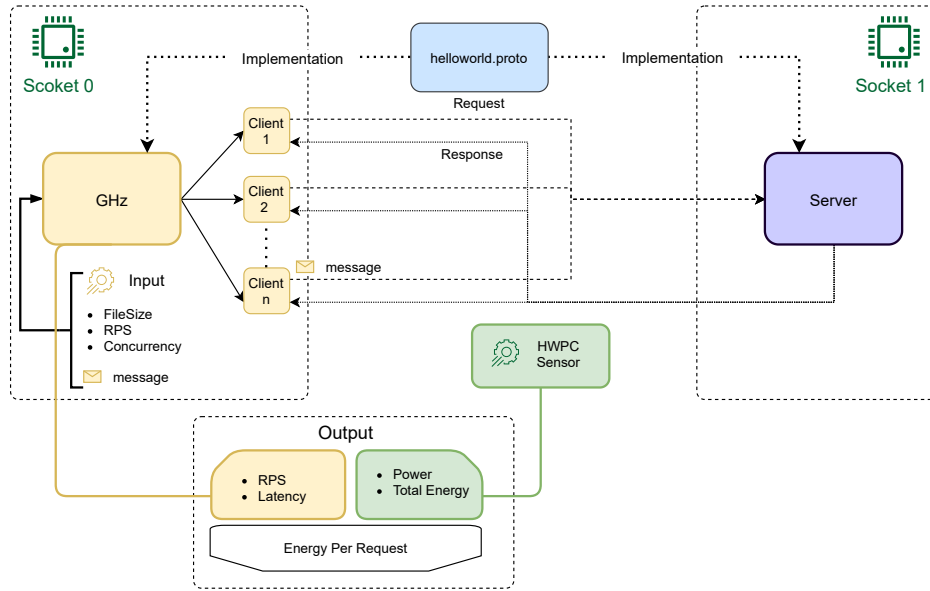 Scoket 0
Implementation
helloworld.proto
Implementation
Socket 1
Request
Client
1
Response
GHz
Client
2
Server
message
Client
n
Input
FileSize
RPS
Concurrency
message
HWPC
Sensor
Output
RPS
Latency
Power
Total Energy
Energy Per Request